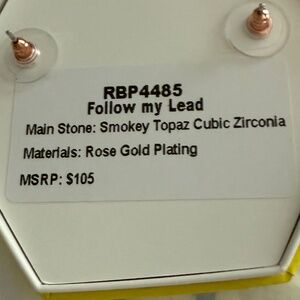 RBP4485
Follow my Lead
Main Stone: Smokey Topaz Cubic Zirconia
Materials: Rose Gold Plating
MSRP: $105